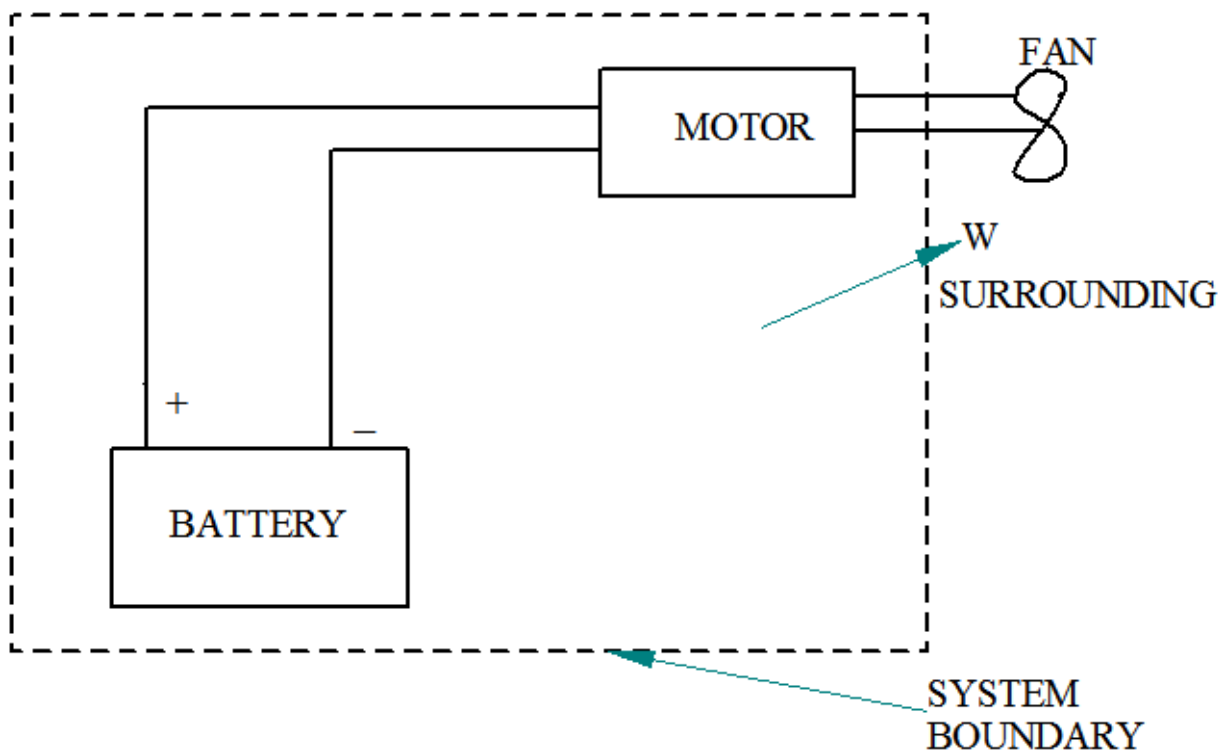 FAN
MOTOR
W
SURROUNDING
+
–
BATTERY
SYSTEM
BOUNDARY